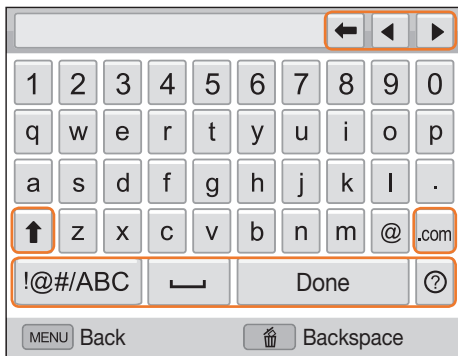 1 2 3 4 5 6 7 8 9 0
q w e r t y u i o p
a s d f g h j k l .
z x c v b n m @ .com
!@#/ABC Done ?
MENU Back Backspace